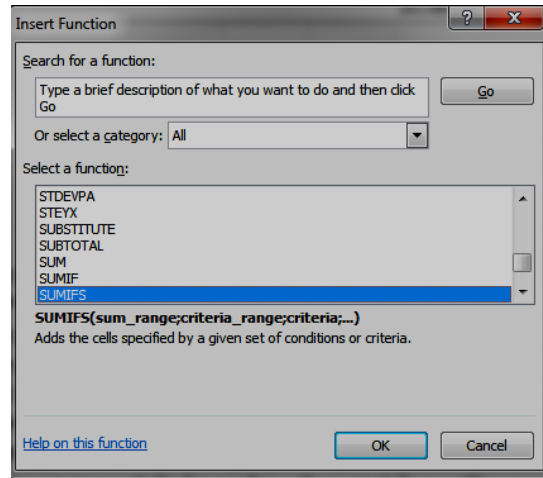 Insert Function
Search for a function:
Type a brief description of what you want to do and then click
Go
Go
Or select a category: All
Select a function:
STDEVPA
STEYX
SUBSTITUTE
SUBTOTAL
SUM
SUMIF
SUMIFS
SUMIFS(sum_range;criteria_range;criteria;...)
Adds the cells specified by a given set of conditions or criteria.
Help on this function
OK
Cancel